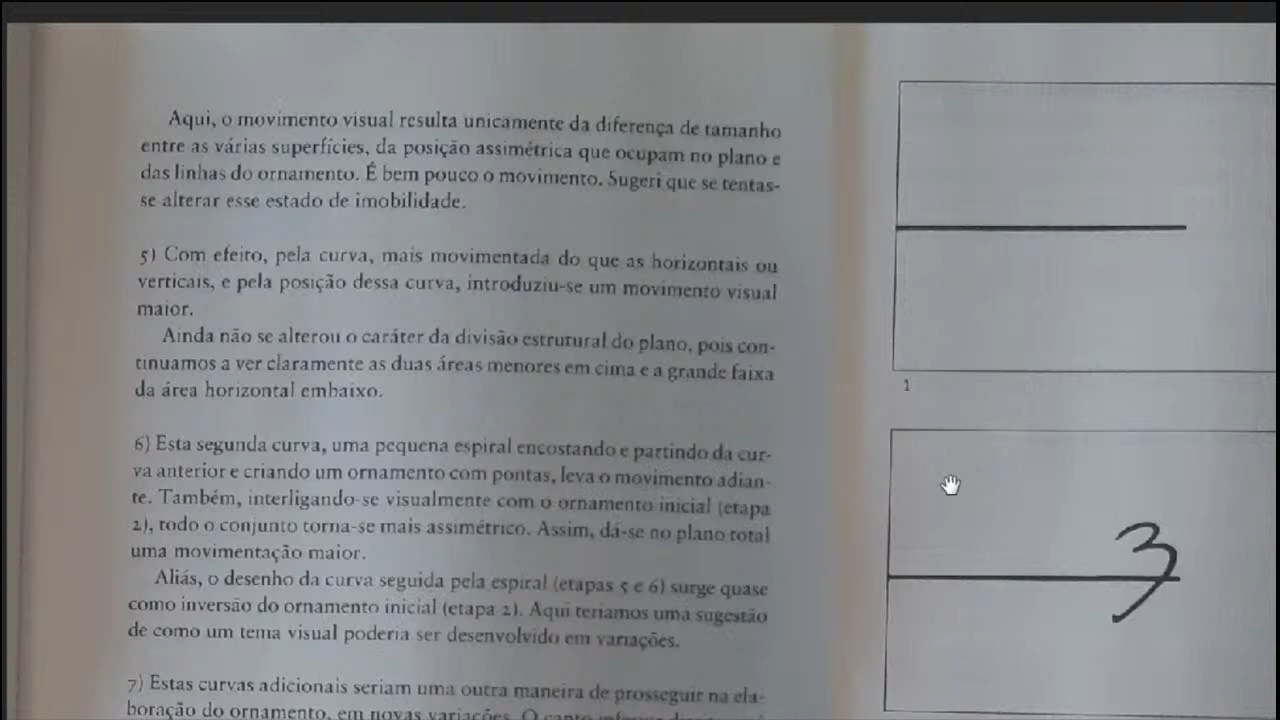 Aqui, o movimento visual resulta unicamente da diferença de tamanho
entre as várias superfícies, da posição assimétrica que ocupam no plano e
das linhas do ornamento. É bem pouco o movimento. Sugeri que se tentas-
se alterar esse estado de imobilidade.
5) Com efeito, pela curva, mais movimentada do que as horizontais ou
verticais, e pela posição dessa curva, introduziu-se um movimento visual
maior.
Ainda não se alterou o caráter da divisão estrutural do plano, pois con-
tinuamos a ver claramente as duas áreas menores em cima e a grande faixa
da área horizontal embaixo.
6) Esta segunda curva, uma pequena espiral encostando e partindo da cur-
va anterior e criando um ornamento com pontas, leva o movimento adian-
te. Também, interligando-se visualmente com o ornamento inicial (etapa
2), todo o conjunto torna-se mais assimétrico. Assim, dá-se no plano total
uma movimentação maior.
Aliás, o desenho da curva seguida pela espiral (etapas 5 e 6) surge quase
como inversão do ornamento inicial (etapa 2). Aqui teríamos uma sugestão
de como um tema visual poderia ser desenvolvido em variações.
7) Estas curvas adicionais seriam uma outra maneira de prosseguir na ela-
boração do ornamento, em novas variações. O canto
1